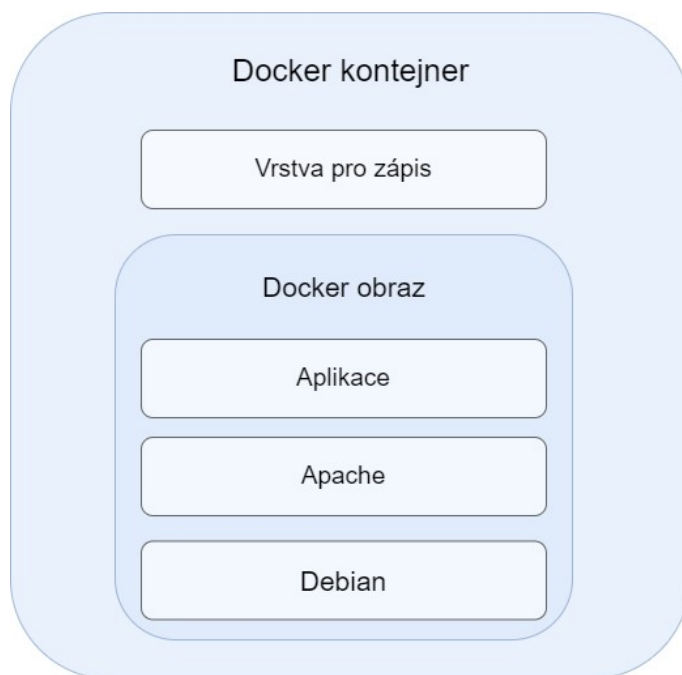 Docker kontejner
Vrstva pro zápis
Docker obraz
Aplikace
Apache
Debian